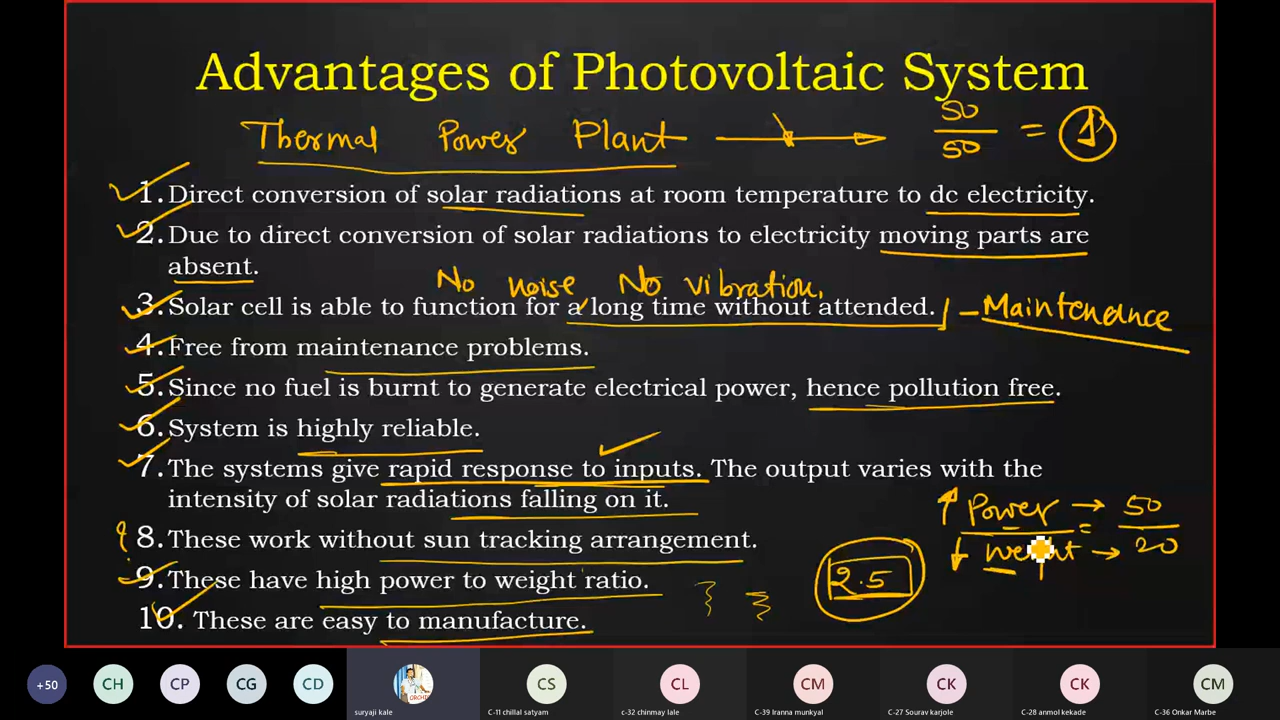 Advantages of Photovoltaic System
Thermal Power Plant → 50/50 = 1
1. Direct conversion of solar radiations at room temperature to dc electricity.
2. Due to direct conversion of solar radiations to electricity moving parts are
absent.
No noise No vibration,
3. Solar cell is able to function for a long time without attended. - Maintenance
4. Free from maintenance problems.
5. Since no fuel is burnt to generate electrical power, hence pollution free.
6. System is highly reliable.
7. The systems give rapid response to inputs. The output varies with the
intensity of solar radiations falling on it.
↑ Power → 50
↓ weight → 20
=
8. These work without sun tracking arrangement.
9. These have high power to weight ratio.
2.5
10. These are easy to manufacture.
+50
CH
CP
CG
CD
CS
CL
CM
CK
CK
CM
suryaji kale
C-11 chillal satyam
c-32 chinmay lale
C-39 Iranna munkyal
C-27 Sourav karjole
C-28 anmol kekade
C-36 Onkar Marbe